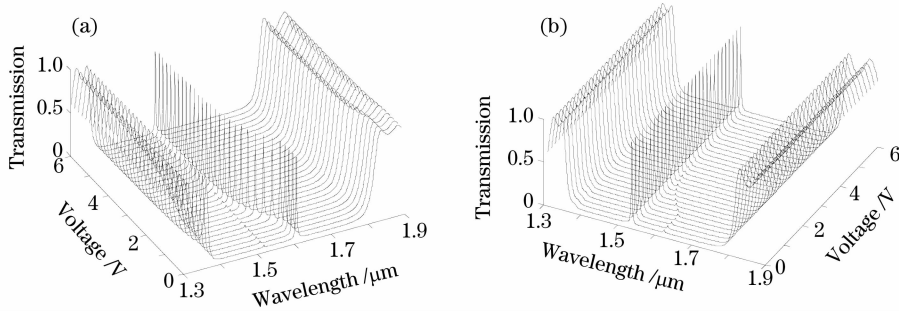 (a)
Transmission
1.0
0.5
0
6
4
2
0
Voltage /V
1.3
1.5
1.7
1.9
Wavelength /μm
(b)
Transmission
1.0
0.5
0
1.3
1.5
1.7
1.9
Wavelength /μm
0
2
4
6
Voltage /V